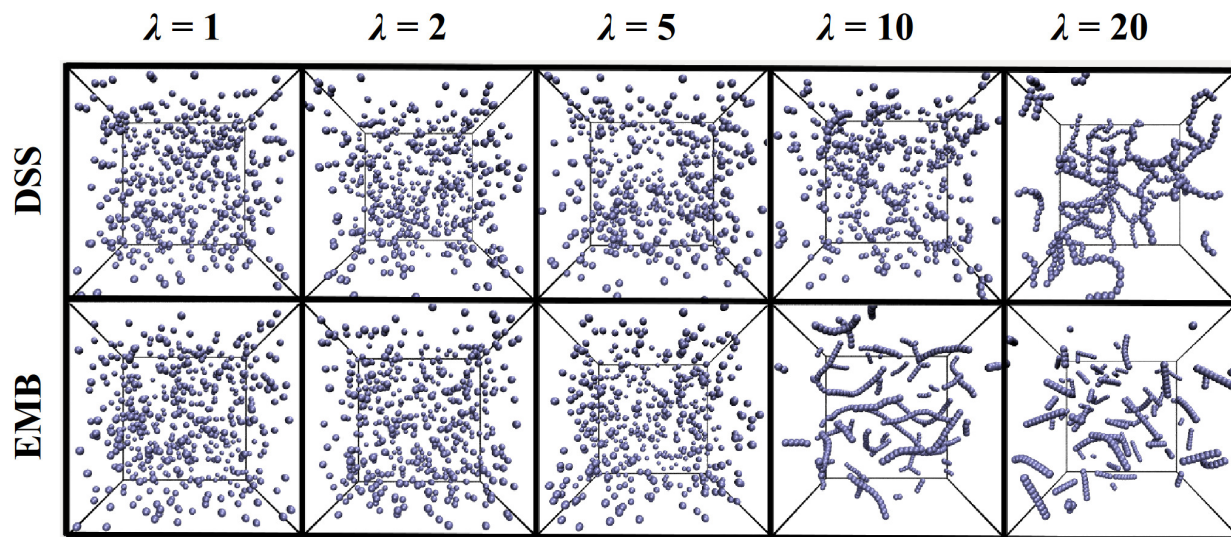 λ = 1 λ = 2 λ = 5 λ = 10 λ = 20
DSS
EMB